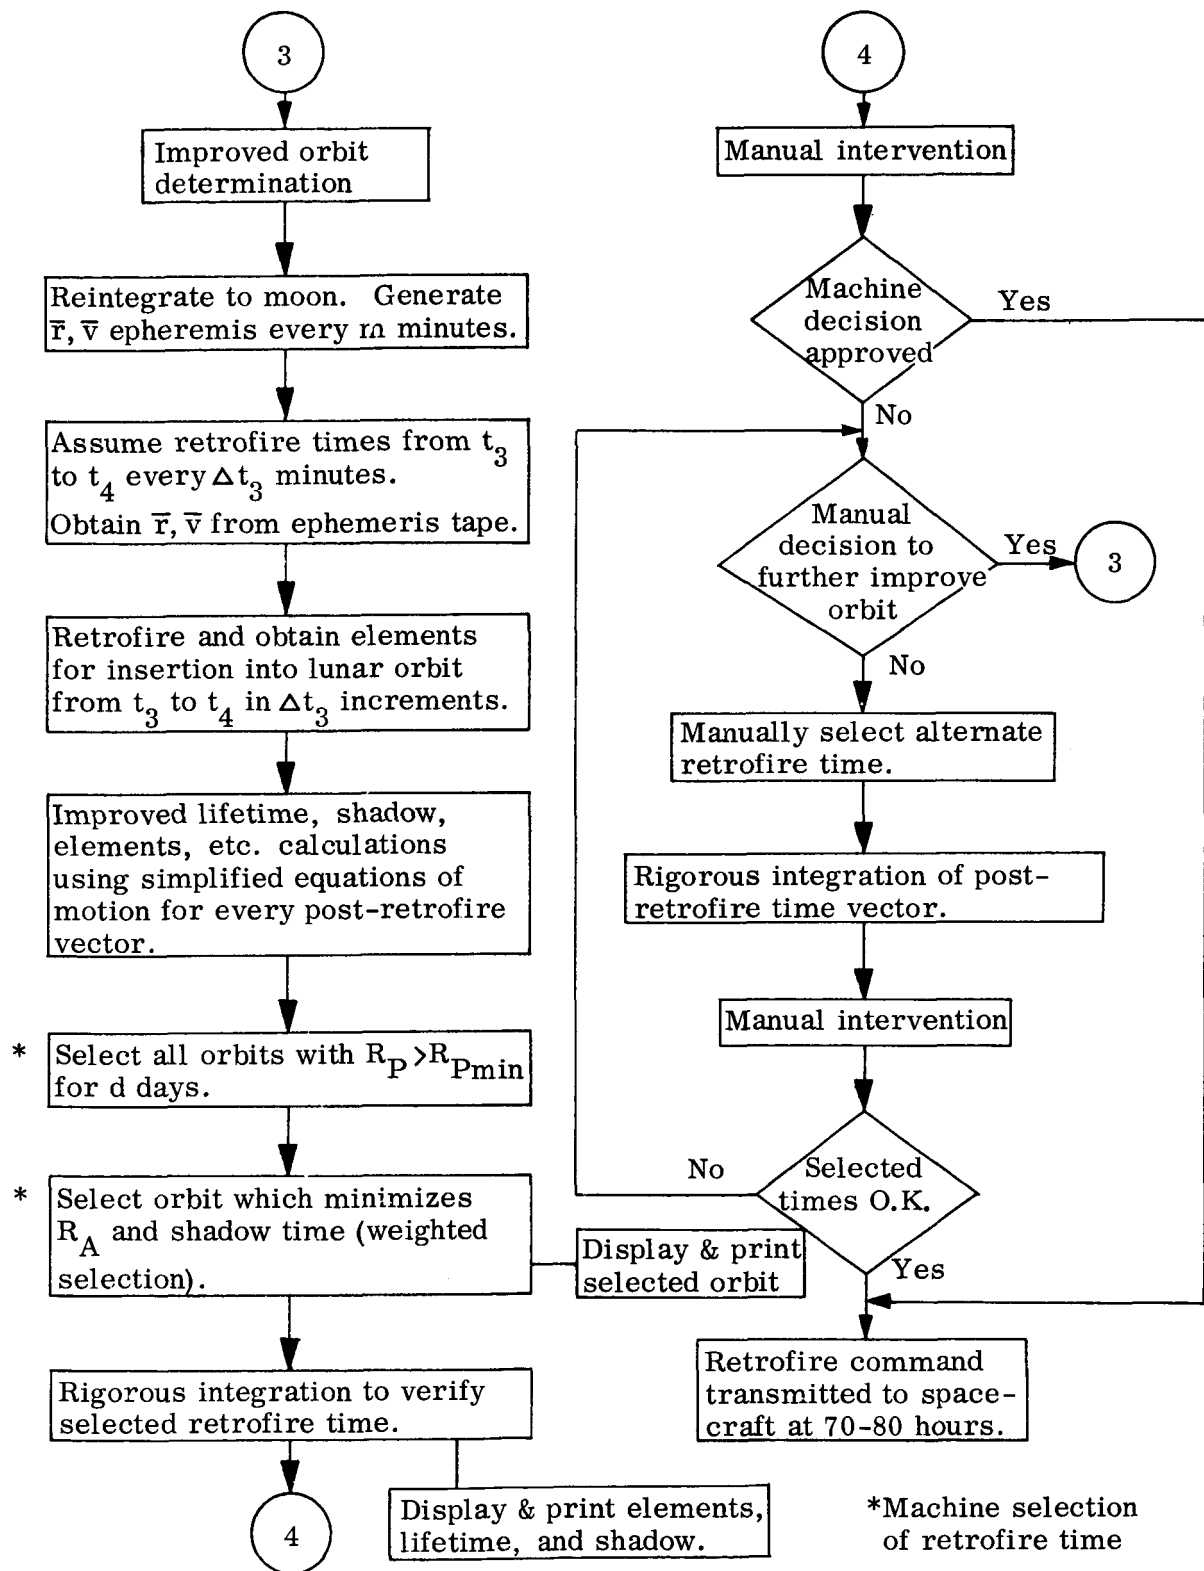 3
Improved orbit
determination
Reintegrate to moon. Generate
r̅, v̅ epheremis every m minutes.
Assume retrofire times from t₃
to t₄ every Δt₃ minutes.
Obtain r̅, v̅ from ephemeris tape.
Retrofire and obtain elements
for insertion into lunar orbit
from t₃ to t₄ in Δt₃ increments.
Improved lifetime, shadow,
elements, etc. calculations
using simplified equations of
motion for every post-retrofire
vector.
* Select all orbits with R_P>R_Pmin
for d days.
* Select orbit which minimizes
R_A and shadow time (weighted
selection).
Display & print
selected orbit
Rigorous integration to verify
selected retrofire time.
Display & print elements,
lifetime, and shadow.
4
4
Manual intervention
Machine
decision
approved
Yes
No
Manual
decision to
further improve
orbit
Yes
3
No
Manually select alternate
retrofire time.
Rigorous integration of post-
retrofire time vector.
Manual intervention
Selected
times O.K.
No
Yes
Retrofire command
transmitted to space-
craft at 70-80 hours.
*Machine selection
of retrofire time